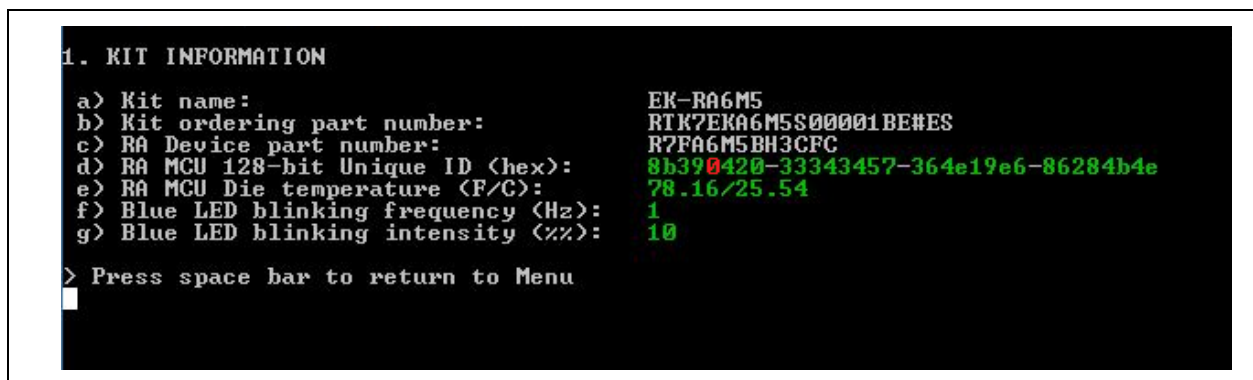 1. KIT INFORMATION
a) Kit name: EK-RA6M5
b) Kit ordering part number: RTK7EKA6M5S00001BE#ES
c) RA Device part number: R7FA6M5BH3CFC
d) RA MCU 128-bit Unique ID (hex): 8b390420-33343457-364e19e6-86284b4e
e) RA MCU Die temperature (F/C): 78.16/25.54
f) Blue LED blinking frequency (Hz): 1
g) Blue LED blinking intensity (%%): 10
> Press space bar to return to Menu